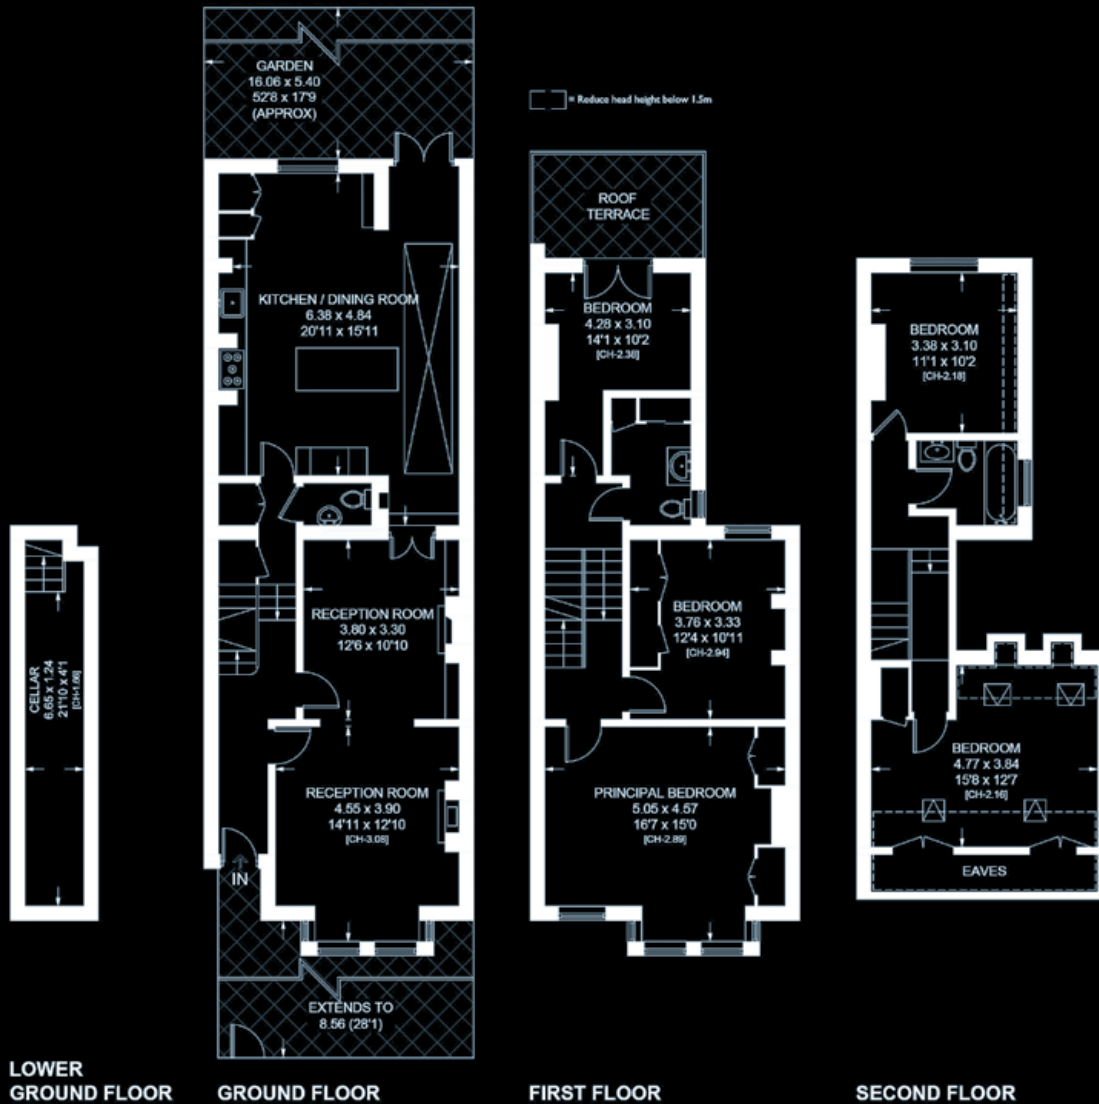 GARDEN
16.06 x 5.40
52'8 x 17'9
(APPROX)
= Reduce head height below 1.5m
KITCHEN / DINING ROOM
6.38 x 4.84
20'11 x 15'11
RECEPTION ROOM
3.80 x 3.30
12'6 x 10'10
RECEPTION ROOM
4.55 x 3.90
14'11 x 12'10
[CH-3.08]
IN
EXTENDS TO
8.56 (28'1)
CELLAR
6.65 x 1.24
21'10 x 4'1
[CH-1.66]
ROOF
TERRACE
BEDROOM
4.28 x 3.10
14'1 x 10'2
[CH-2.38]
BEDROOM
3.76 x 3.33
12'4 x 10'11
[CH-2.94]
PRINCIPAL BEDROOM
5.05 x 4.57
16'7 x 15'0
[CH-2.89]
BEDROOM
3.38 x 3.10
11'1 x 10'2
[CH-2.18]
BEDROOM
4.77 x 3.84
15'8 x 12'7
[CH-2.16]
EAVES
LOWER
GROUND FLOOR
GROUND FLOOR
FIRST FLOOR
SECOND FLOOR